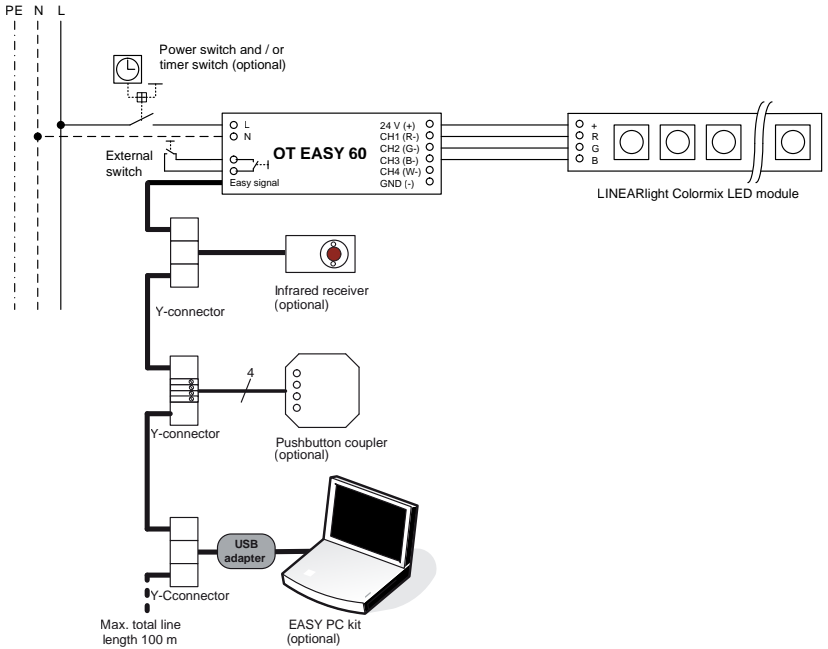 PE N L
Power switch and / or
timer switch (optional)
External
switch
L
N
OT EASY 60
Easy signal
24 V (+)
CH1 (R-)
CH2 (G-)
CH3 (B-)
CH4 (W-)
GND (-)
+
R
G
B
LINEARlight Colormix LED module
Infrared receiver
(optional)
Y-connector
4
Y-connector
Pushbutton coupler
(optional)
USB
adapter
Y-Cconnector
Max. total line
length 100 m
EASY PC kit
(optional)